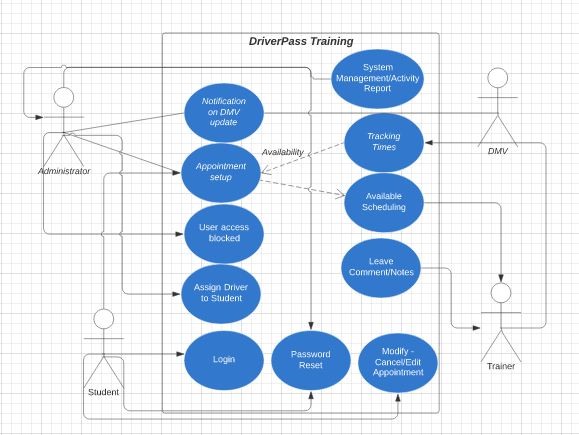 DriverPass Training
System
Management/Activity
Report
Notification
on DMV
update
Tracking
Times
Availability
DMV
Administrator
Appointment
setup
Available
Scheduling
User access
blocked
Leave
Comment/Notes
Assign Driver
to Student
Login
Password
Reset
Modify -
Cancel/Edit
Appointment
Trainer
Student